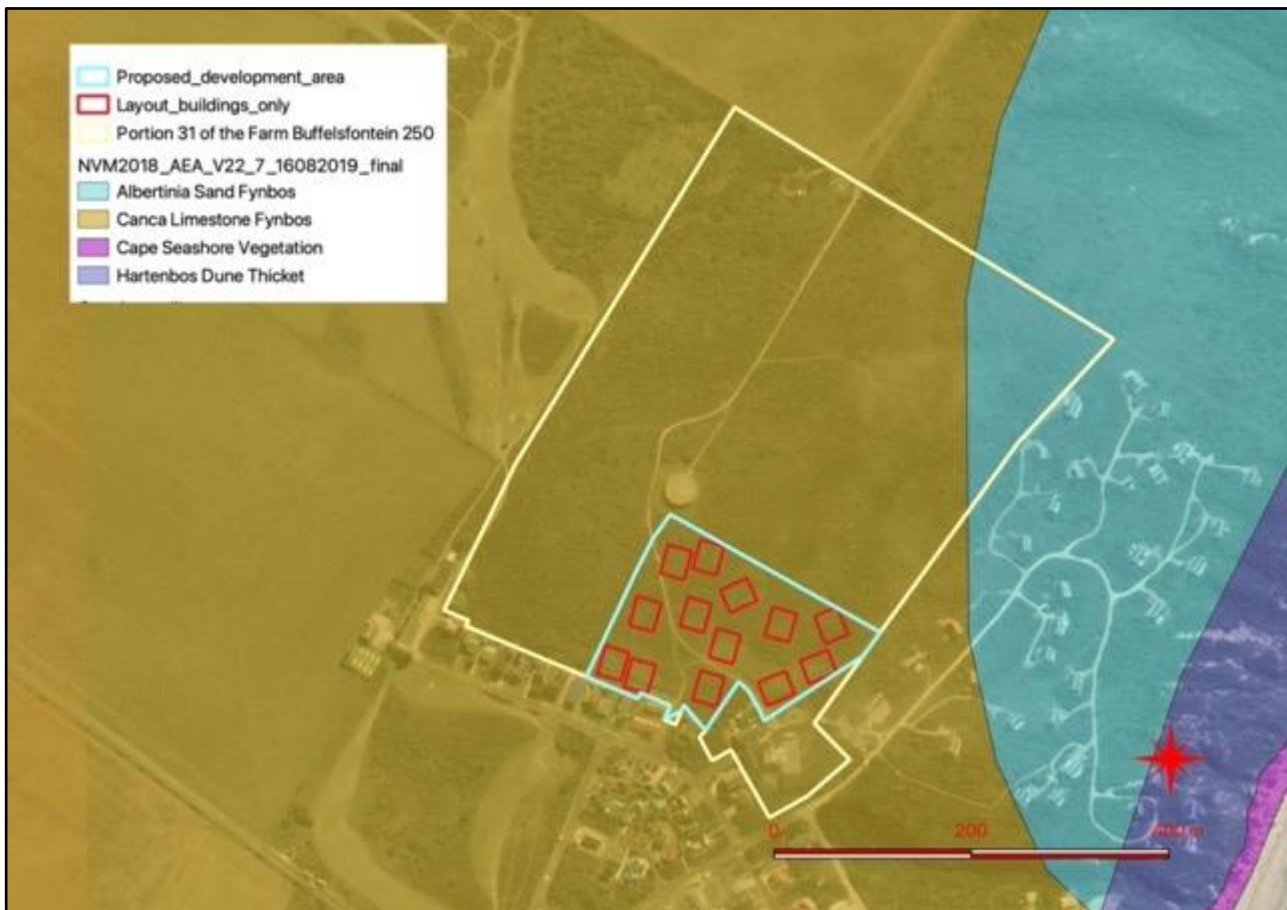 Proposed_development_area
Layout_buildings_only
Portion 31 of the Farm Buffelsfontein 250
NVM2018_AEA_V22_7_16082019_final
Albertinia Sand Fynbos
Canca Limestone Fynbos
Cape Seashore Vegetation
Hartenbos Dune Thicket
0 200 400 m